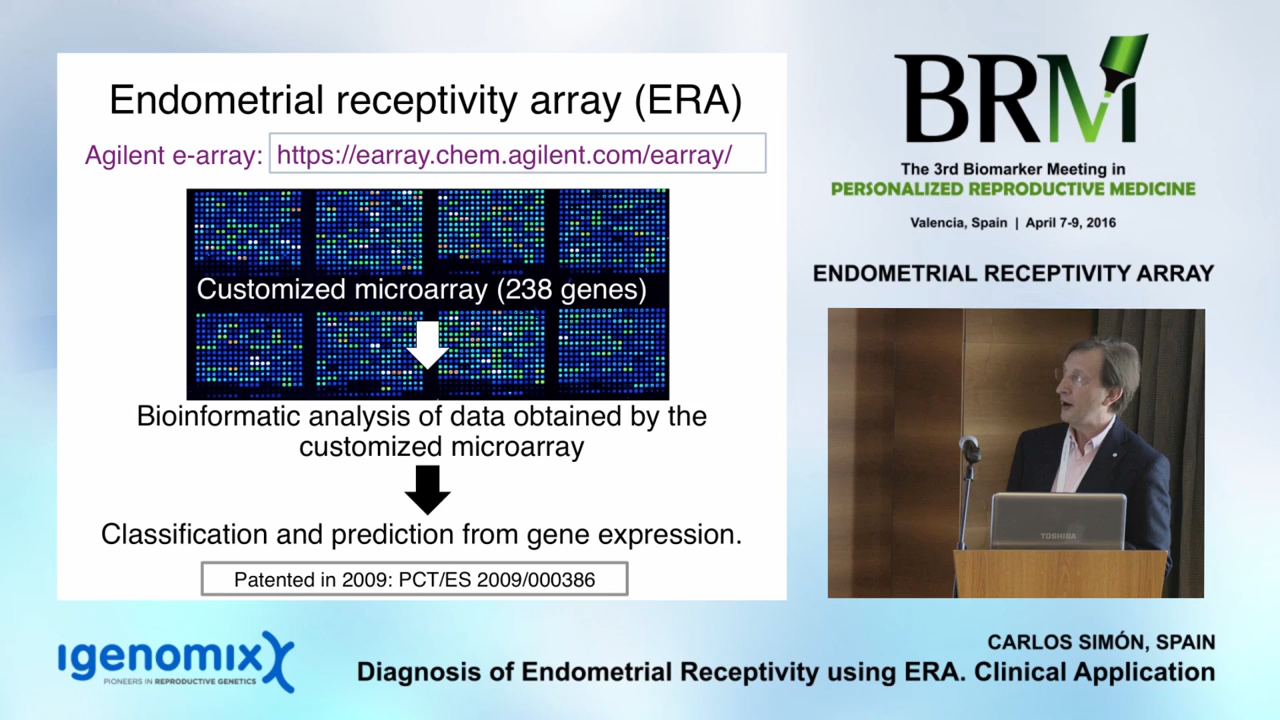 Endometrial receptivity array (ERA)
Agilent e-array: https://earray.chem.agilent.com/earray/
Customized microarray (238 genes)
Bioinformatic analysis of data obtained by the
customized microarray
Classification and prediction from gene expression.
Patented in 2009: PCT/ES 2009/000386
BRM
The 3rd Biomarker Meeting in
PERSONALIZED REPRODUCTIVE MEDICINE
Valencia, Spain | April 7-9, 2016
ENDOMETRIAL RECEPTIVITY ARRAY
TOSHIBA
igenomix
PIONEERS IN REPRODUCTIVE GENETICS
CARLOS SIMÓN, SPAIN
Diagnosis of Endometrial Receptivity using ERA. Clinical Application